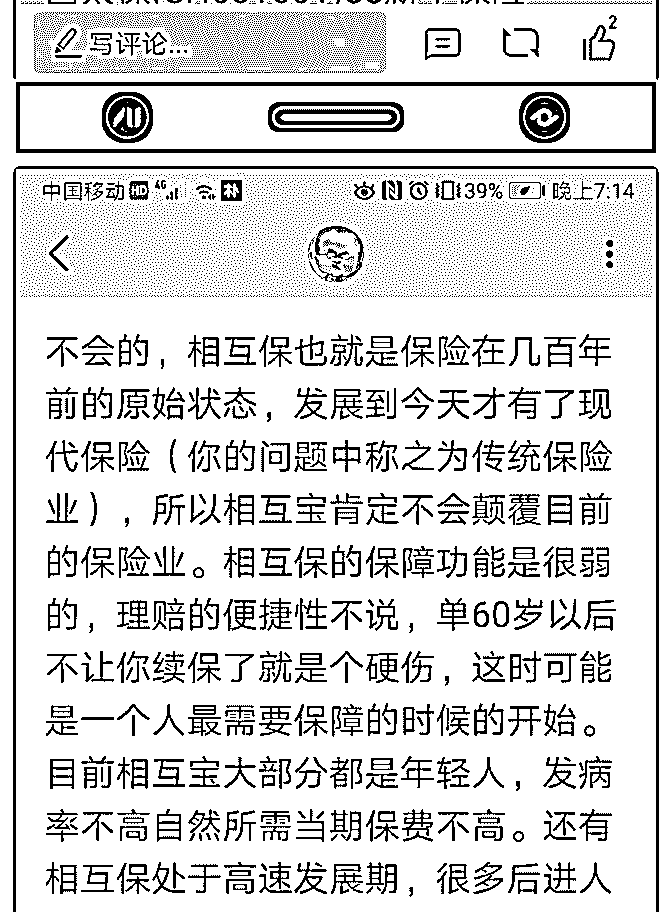 写评论...
2
中国移动 HD 4G 39% 晚上7:14
不会的，相互保也就是保险在几百年
前的原始状态，发展到今天才有了现
代保险（你的问题中称之为传统保险
业），所以相互宝肯定不会颠覆目前
的保险业。相互保的保障功能是很弱
的，理赔的便捷性不说，单60岁以后
不让你续保了就是个硬伤，这时可能
是一个人最需要保障的时候的开始。
目前相互宝大部分都是年轻人，发病
率不高自然所需当期保费不高。还有
相互保处于高速发展期，很多后进人